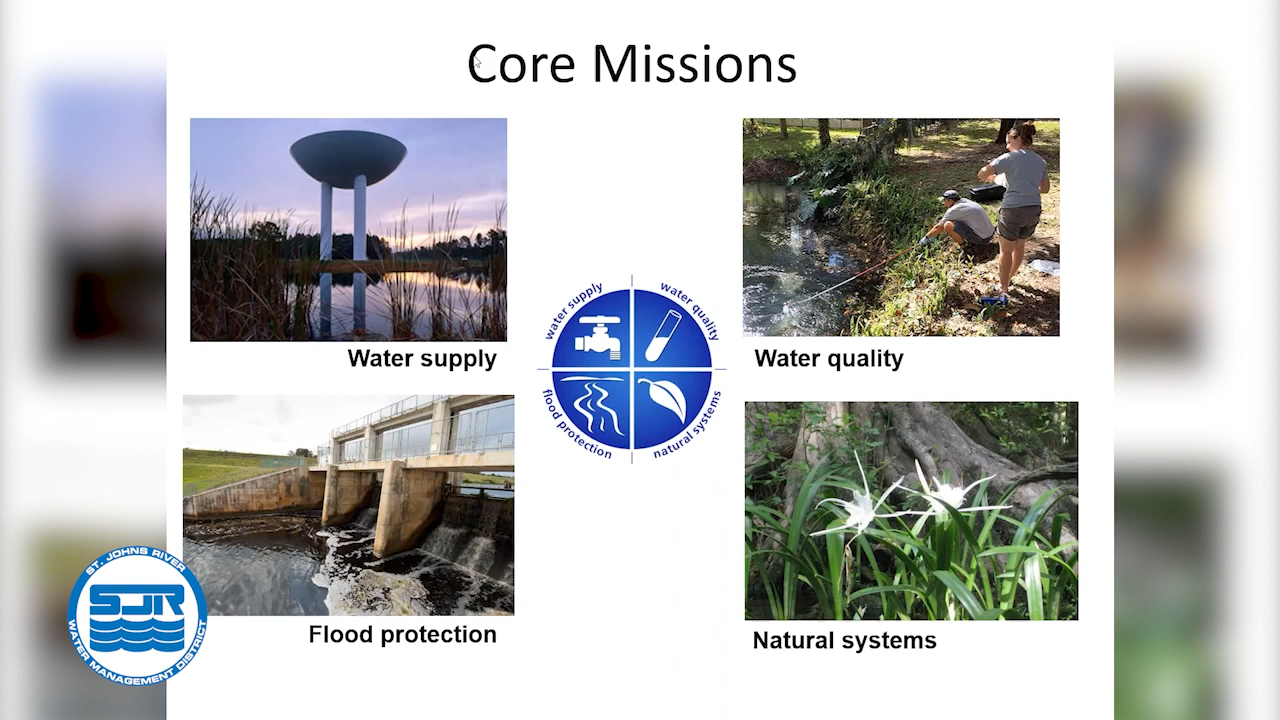 Core Missions
Water supply
Water quality
water supply
water quality
flood protection
natural systems
Flood protection
Natural systems
ST. JOHNS RIVER
SJR
WATER MANAGEMENT DISTRICT